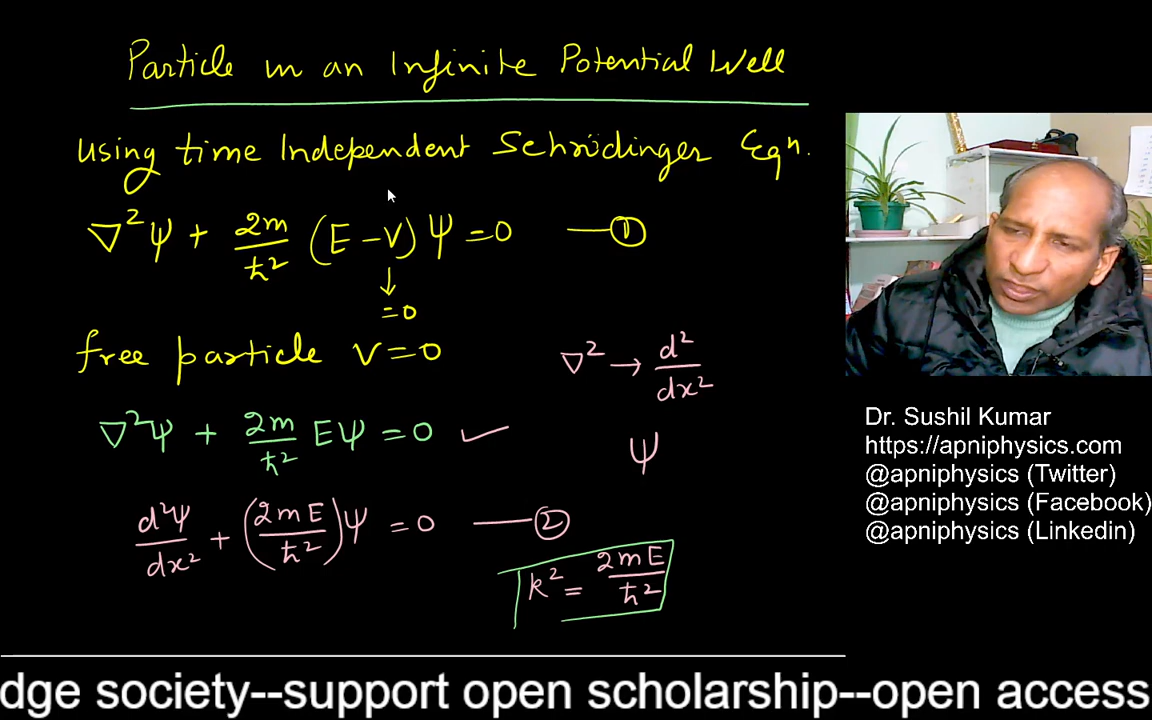 Particle in an Infinite Potential Well
using time Independent Schrödinger Eqⁿ.
∇²ψ + 2m/ħ² (E – V) ψ = 0 —①
↓
= 0
free particle V = 0
∇² → d²/dx²
∇²ψ + 2m/ħ² Eψ = 0 ✓
ψ
d²ψ/dx² + (2mE/ħ²) ψ = 0 —②
k² = 2mE/ħ²
Dr. Sushil Kumar
https://apniphysics.com
@apniphysics (Twitter)
@apniphysics (Facebook)
@apniphysics (Linkedin)
dge society--support open scholarship--open access